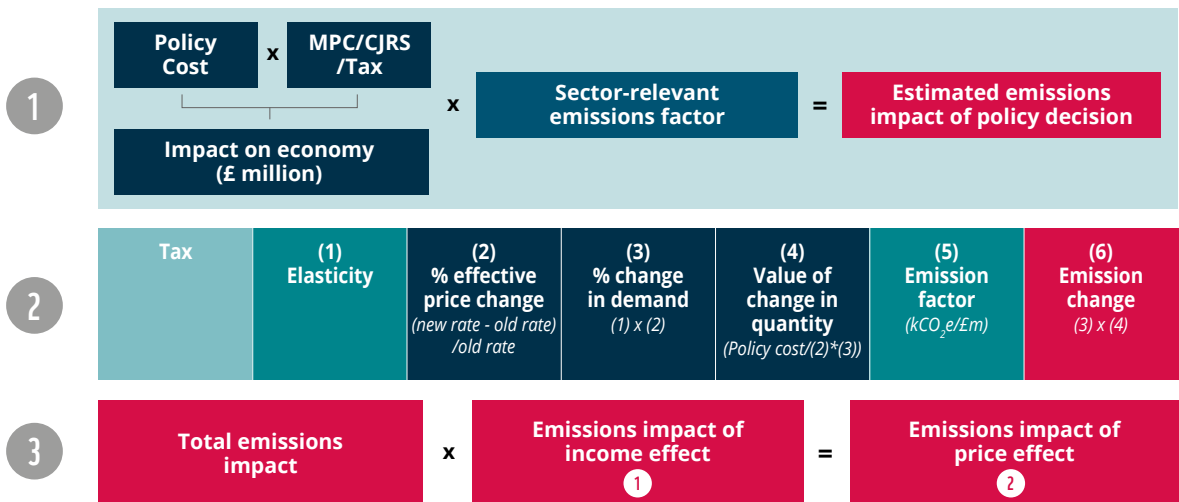 1
Policy
Cost
x
MPC/CJRS
/Tax
Impact on economy
(£ million)
x
Sector-relevant
emissions factor
=
Estimated emissions
impact of policy decision
2
Tax
(1)
Elasticity
(2)
% effective
price change
(new rate - old rate)
/old rate
(3)
% change
in demand
(1) x (2)
(4)
Value of
change in
quantity
(Policy cost/(2)*(3))
(5)
Emission
factor
(kCO₂e/£m)
(6)
Emission
change
(3) x (4)
3
Total emissions
impact
x
Emissions impact of
income effect
1
=
Emissions impact of
price effect
2